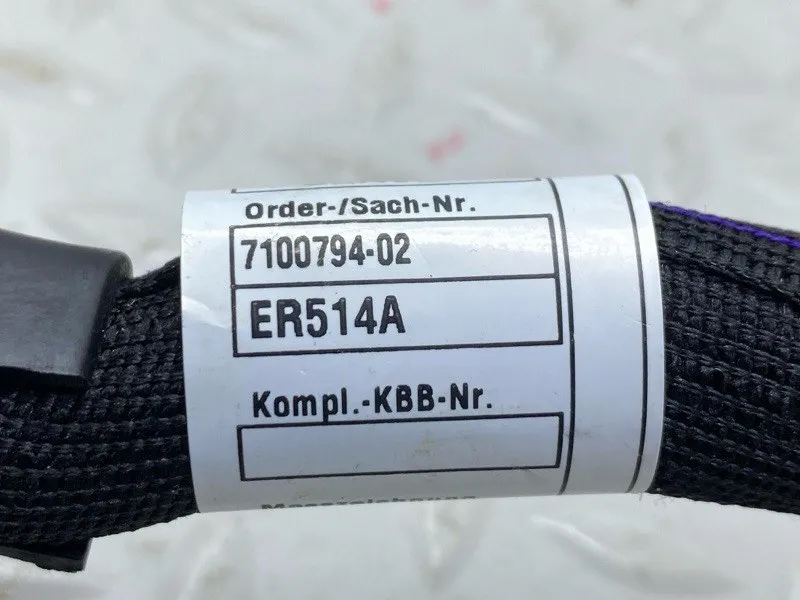 Order-/Sach-Nr.
7100794-02
ER514A
Kompl.-KBB-Nr.